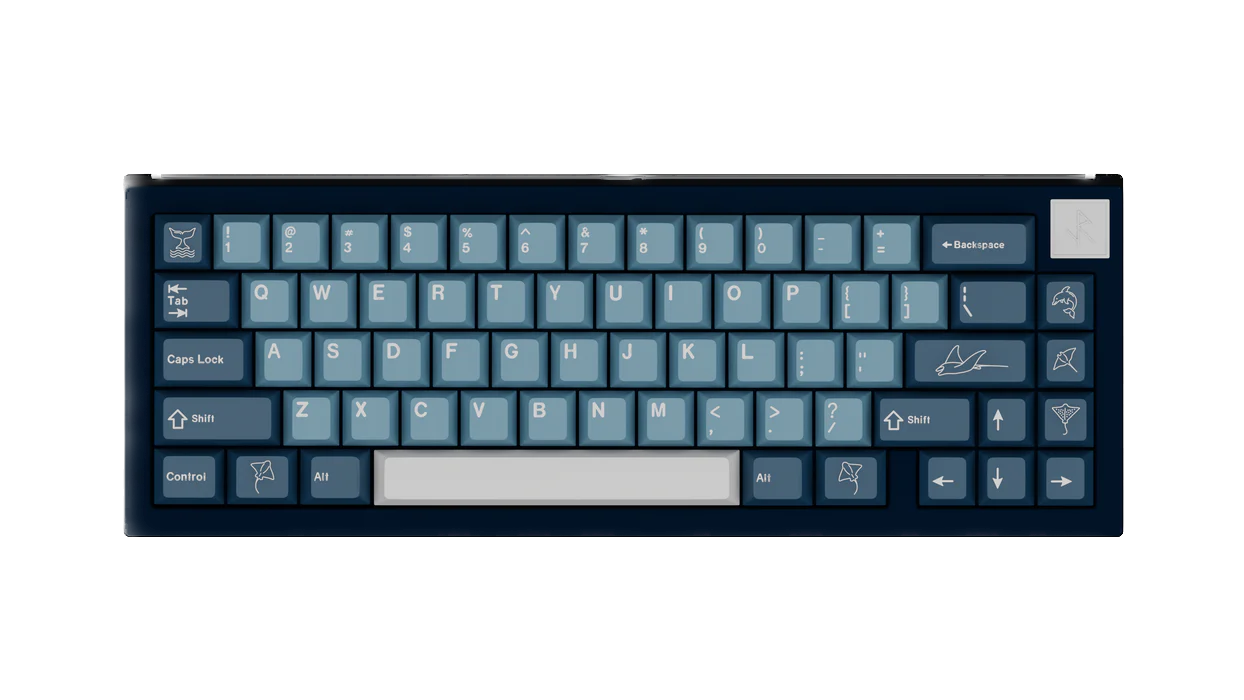 ! @ # $ % ^ & * ( ) _ +
1 2 3 4 5 6 7 8 9 0 - = ←Backspace
Tab Q W E R T Y U I O P { } ¦
[ ] \
Caps Lock A S D F G H J K L : "
; '
Shift Z X C V B N M < > ? Shift ↑
, . /
Control Alt Alt ← ↓ →